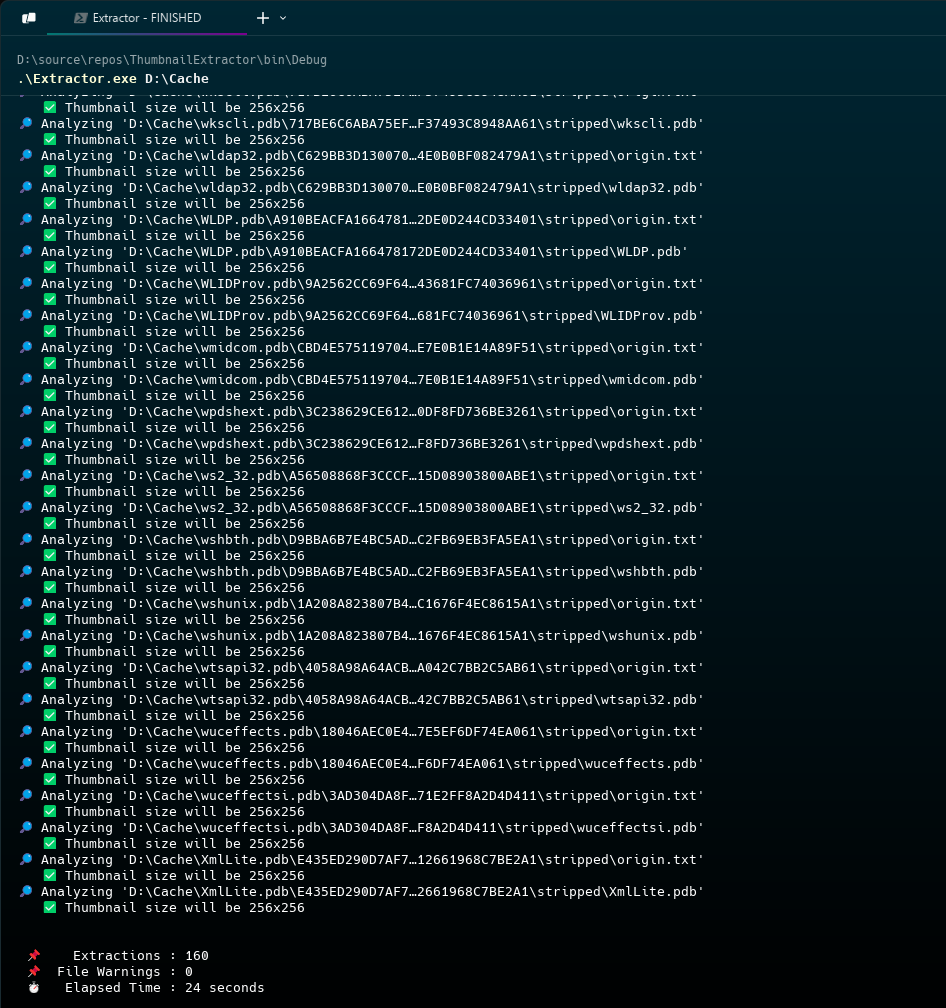 Extractor - FINISHED
D:\source\repos\ThumbnailExtractor\bin\Debug
.\Extractor.exe D:\Cache
✅ Thumbnail size will be 256x256
🔎 Analyzing 'D:\Cache\wkscli.pdb\717BE6C6ABA75EF…F37493C8948AA61\stripped\wkscli.pdb'
✅ Thumbnail size will be 256x256
🔎 Analyzing 'D:\Cache\wldap32.pdb\C629BB3D130070…4E0B0BF082479A1\stripped\origin.txt'
✅ Thumbnail size will be 256x256
🔎 Analyzing 'D:\Cache\wldap32.pdb\C629BB3D130070…E0B0BF082479A1\stripped\wldap32.pdb'
✅ Thumbnail size will be 256x256
🔎 Analyzing 'D:\Cache\WLDP.pdb\A910BEACFA1664781…2DE0D244CD33401\stripped\origin.txt'
✅ Thumbnail size will be 256x256
🔎 Analyzing 'D:\Cache\WLDP.pdb\A910BEACFA166478172DE0D244CD33401\stripped\WLDP.pdb'
✅ Thumbnail size will be 256x256
🔎 Analyzing 'D:\Cache\WLIDProv.pdb\9A2562CC69F64…43681FC74036961\stripped\origin.txt'
✅ Thumbnail size will be 256x256
🔎 Analyzing 'D:\Cache\WLIDProv.pdb\9A2562CC69F64…681FC74036961\stripped\WLIDProv.pdb'
✅ Thumbnail size will be 256x256
🔎 Analyzing 'D:\Cache\wmidcom.pdb\CBD4E575119704…E7E0B1E14A89F51\stripped\origin.txt'
✅ Thumbnail size will be 256x256
🔎 Analyzing 'D:\Cache\wmidcom.pdb\CBD4E575119704…7E0B1E14A89F51\stripped\wmidcom.pdb'
✅ Thumbnail size will be 256x256
🔎 Analyzing 'D:\Cache\wpdshext.pdb\3C238629CE612…0DF8FD736BE3261\stripped\origin.txt'
✅ Thumbnail size will be 256x256
🔎 Analyzing 'D:\Cache\wpdshext.pdb\3C238629CE612…F8FD736BE3261\stripped\wpdshext.pdb'
✅ Thumbnail size will be 256x256
🔎 Analyzing 'D:\Cache\ws2_32.pdb\A56508868F3CCCF…15D08903800ABE1\stripped\origin.txt'
✅ Thumbnail size will be 256x256
🔎 Analyzing 'D:\Cache\ws2_32.pdb\A56508868F3CCCF…15D08903800ABE1\stripped\ws2_32.pdb'
✅ Thumbnail size will be 256x256
🔎 Analyzing 'D:\Cache\wshbth.pdb\D9BBA6B7E4BC5AD…C2FB69EB3FA5EA1\stripped\origin.txt'
✅ Thumbnail size will be 256x256
🔎 Analyzing 'D:\Cache\wshbth.pdb\D9BBA6B7E4BC5AD…C2FB69EB3FA5EA1\stripped\wshbth.pdb'
✅ Thumbnail size will be 256x256
🔎 Analyzing 'D:\Cache\wshunix.pdb\1A208A823807B4…C1676F4EC8615A1\stripped\origin.txt'
✅ Thumbnail size will be 256x256
🔎 Analyzing 'D:\Cache\wshunix.pdb\1A208A823807B4…1676F4EC8615A1\stripped\wshunix.pdb'
✅ Thumbnail size will be 256x256
🔎 Analyzing 'D:\Cache\wtsapi32.pdb\4058A98A64ACB…A042C7BB2C5AB61\stripped\origin.txt'
✅ Thumbnail size will be 256x256
🔎 Analyzing 'D:\Cache\wtsapi32.pdb\4058A98A64ACB…42C7BB2C5AB61\stripped\wtsapi32.pdb'
✅ Thumbnail size will be 256x256
🔎 Analyzing 'D:\Cache\wuceffects.pdb\18046AEC0E4…7E5EF6DF74EA061\stripped\origin.txt'
✅ Thumbnail size will be 256x256
🔎 Analyzing 'D:\Cache\wuceffects.pdb\18046AEC0E4…F6DF74EA061\stripped\wuceffects.pdb'
✅ Thumbnail size will be 256x256
🔎 Analyzing 'D:\Cache\wuceffectsi.pdb\3AD304DA8F…71E2FF8A2D4D411\stripped\origin.txt'
✅ Thumbnail size will be 256x256
🔎 Analyzing 'D:\Cache\wuceffectsi.pdb\3AD304DA8F…F8A2D4D411\stripped\wuceffectsi.pdb'
✅ Thumbnail size will be 256x256
🔎 Analyzing 'D:\Cache\XmlLite.pdb\E435ED290D7AF7…12661968C7BE2A1\stripped\origin.txt'
✅ Thumbnail size will be 256x256
🔎 Analyzing 'D:\Cache\XmlLite.pdb\E435ED290D7AF7…2661968C7BE2A1\stripped\XmlLite.pdb'
✅ Thumbnail size will be 256x256
📌 Extractions : 160
📌 File Warnings : 0
⏱ Elapsed Time : 24 seconds